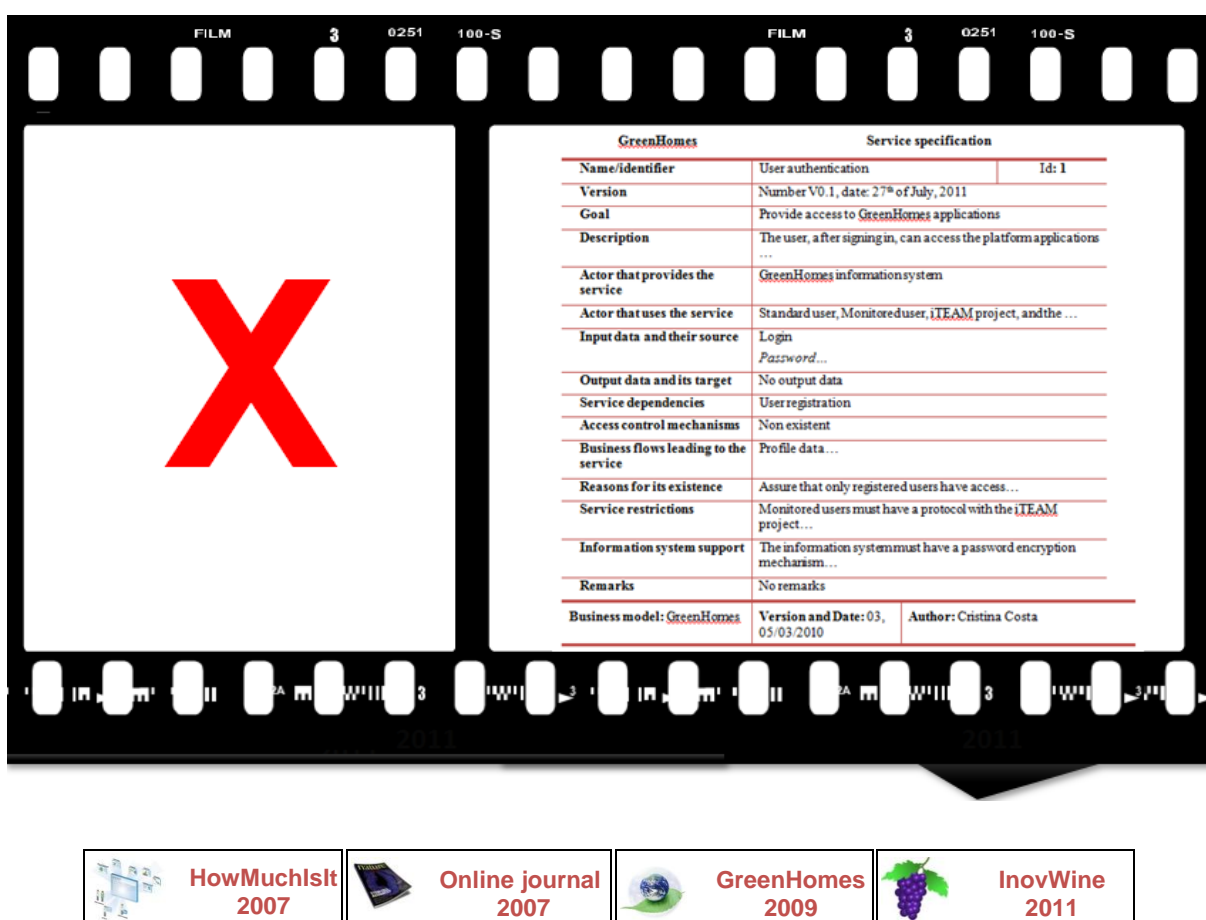 FILM 3 0251 100-S FILM 3 0251 100-S
X
GreenHomes Service specification
Name/identifier User authentication Id: 1
Version Number V0.1, date: 27th of July, 2011
Goal Provide access to GreenHomes applications
Description The user, after signing in, can access the platform applications
…
Actor that provides the GreenHomes information system
service
Actor that uses the service Standard user, Monitored user, iTEAM project, and the …
Input data and their source Login
Password…
Output data and its target No output data
Service dependencies User registration
Access control mechanisms Non existent
Business flows leading to the Profile data…
service
Reasons for its existence Assure that only registered users have access…
Service restrictions Monitored users must have a protocol with the iTEAM
project…
Information system support The information system must have a password encryption
mechanism…
Remarks No remarks
Business model: GreenHomes Version and Date: 03, Author: Cristina Costa
05/03/2010
2A 3 3 2A 3 3
2011 2011
HowMuchIsIt Online journal GreenHomes InovWine
2007 2007 2009 2011